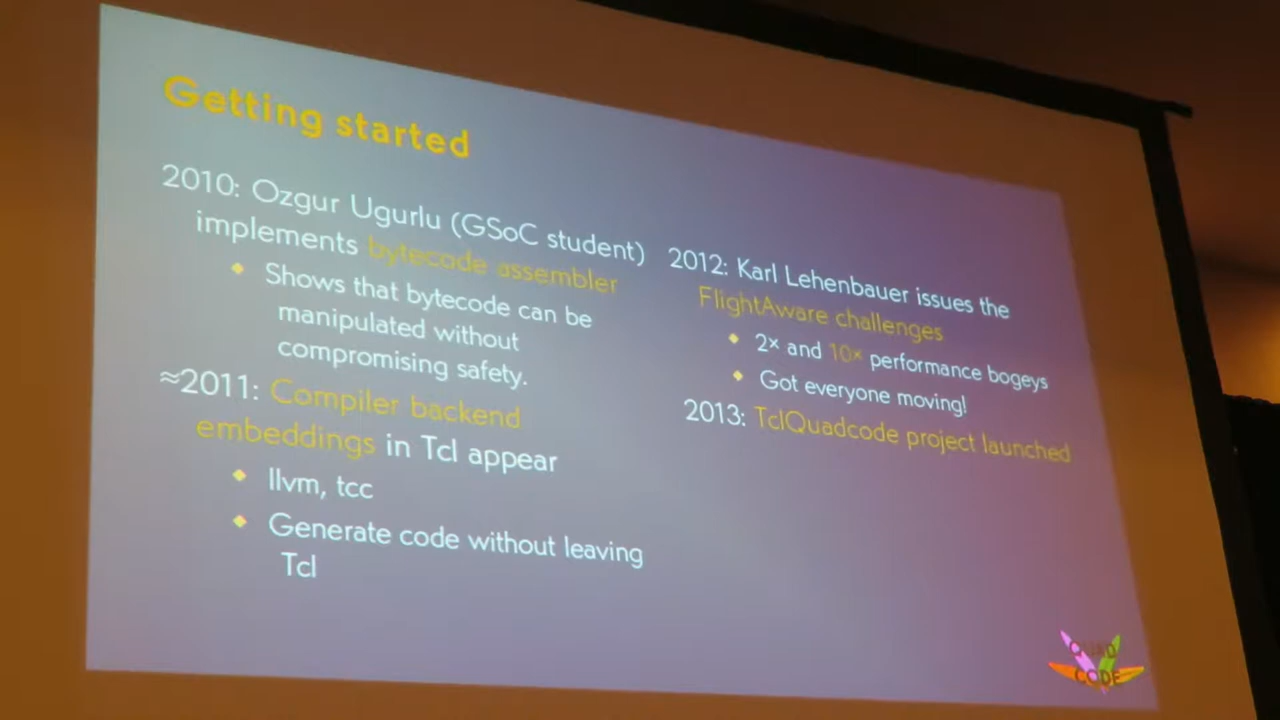 Getting started
2010: Ozgur Ugurlu (GSoC student)
implements bytecode assembler
Shows that bytecode can be
manipulated without
compromising safety.
≈2011: Compiler backend
embeddings in Tcl appear
llvm, tcc
Generate code without leaving
Tcl
2012: Karl Lehenbauer issues the
FlightAware challenges
2× and 10× performance bogeys
Got everyone moving!
2013: TclQuadcode project launched
QUAD
CODE